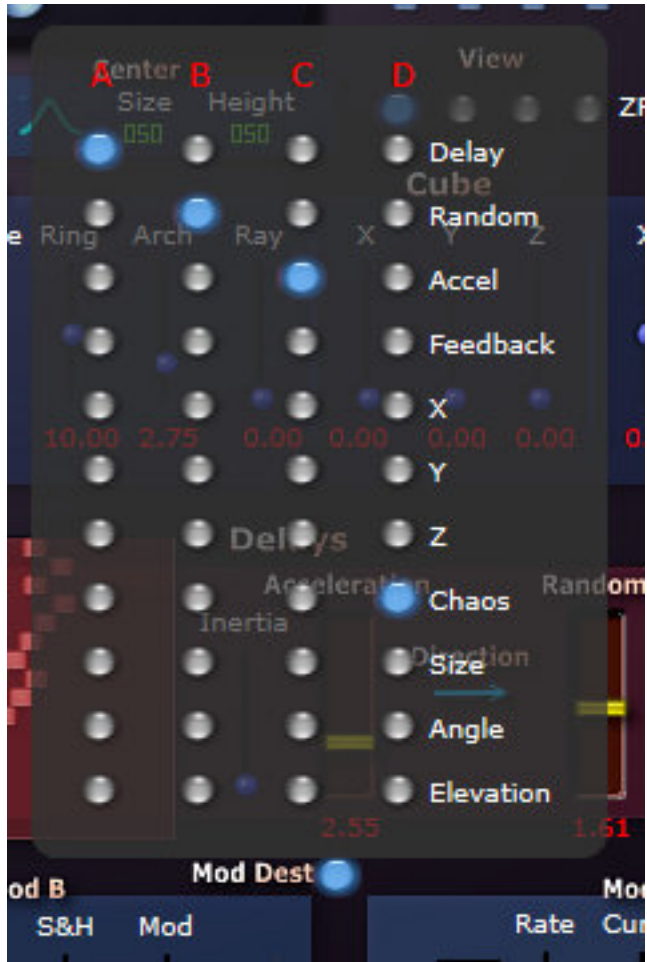 Center
View
A B C D
Size Height
050 050
Delay
Cube
Random
Ring Arch Ray X Y Z
Accel
Feedback
X
10.00 2.75 0.00 0.00 0.00 0.00
Y
Delays
Z
Acceleration
Random
Chaos
Inertia
Direction
Size
Angle
Elevation
2.55 1.61
Mod Dest
od B
S&H Mod
Rate